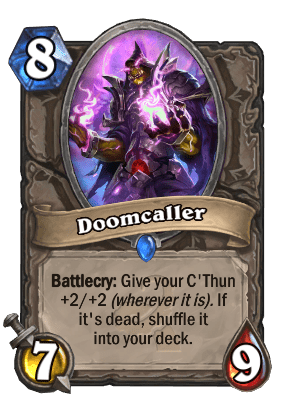 8
Doomcaller
Battlecry: Give your C'Thun
+2/+2 (wherever it is). If
it's dead, shuffle it
into your deck.
7
9